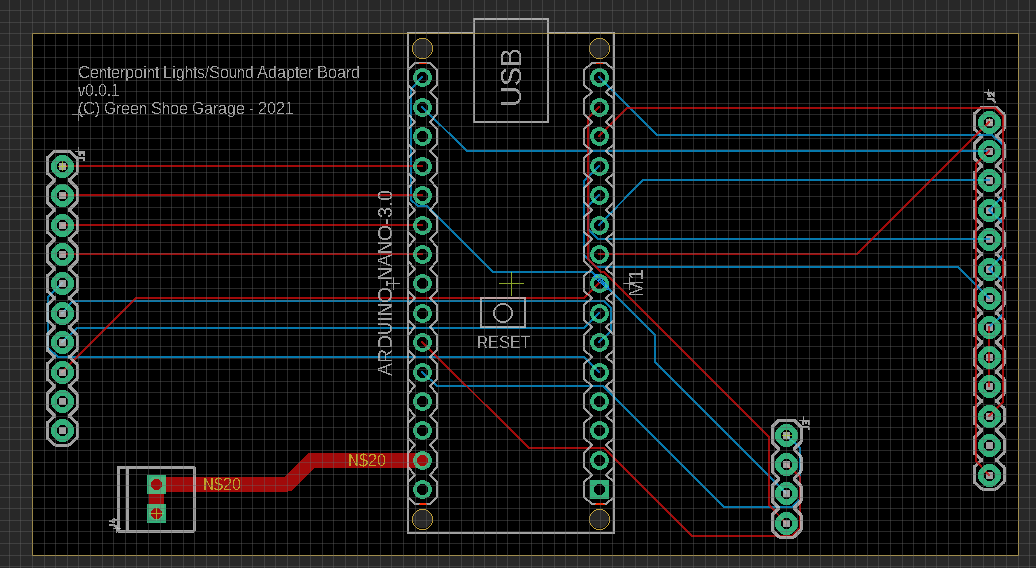 Centerpoint Lights/Sound Adapter Board
v0.0.1
(C) Green Shoe Garage - 2021
USB
ARDUINO-NANO-3.0
M1
RESET
N$20
N$20
J4